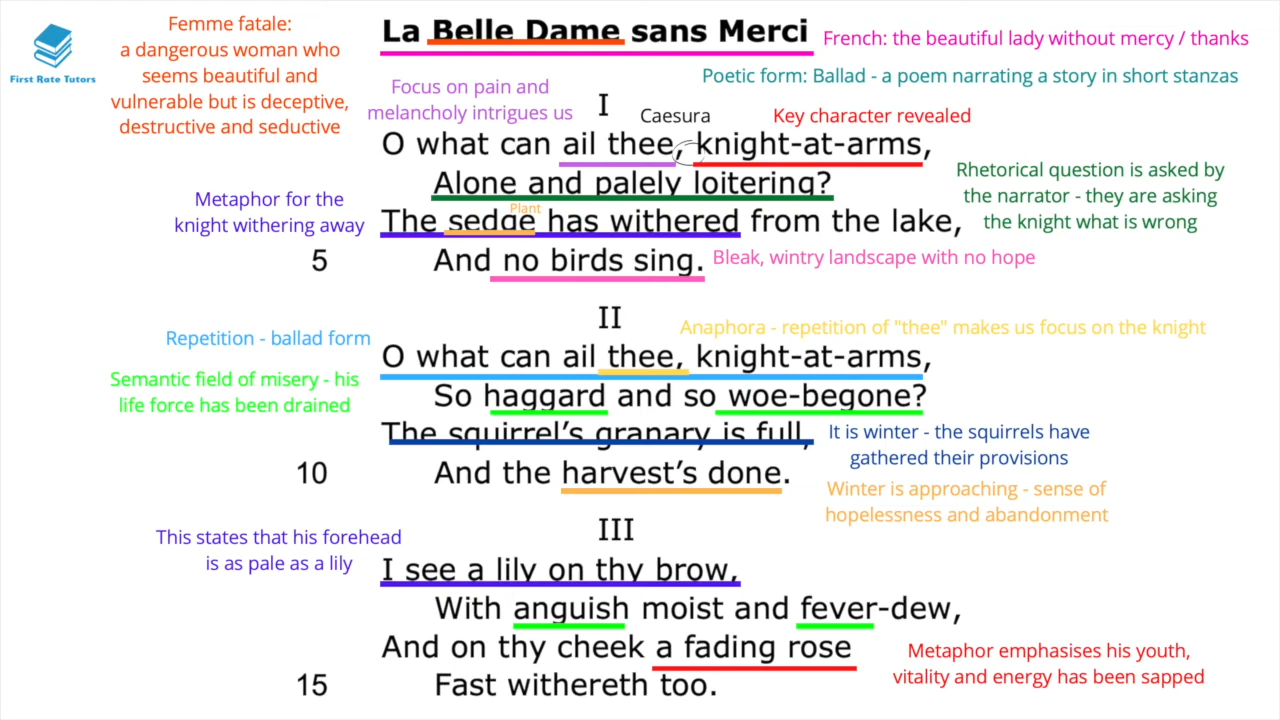 Femme fatale:
a dangerous woman who
seems beautiful and
vulnerable but is deceptive,
destructive and seductive
First Rate Tutors
La Belle Dame sans Merci
French: the beautiful lady without mercy / thanks
Poetic form: Ballad - a poem narrating a story in short stanzas
Focus on pain and
melancholy intrigues us
I
Caesura
Key character revealed
O what can ail thee, knight-at-arms,
Alone and palely loitering?
Rhetorical question is asked by
the narrator - they are asking
the knight what is wrong
Metaphor for the
knight withering away
Plant
The sedge has withered from the lake,
5
And no birds sing.
Bleak, wintry landscape with no hope
II
Repetition - ballad form
Anaphora - repetition of "thee" makes us focus on the knight
O what can ail thee, knight-at-arms,
Semantic field of misery - his
life force has been drained
So haggard and so woe-begone?
The squirrel's granary is full,
It is winter - the squirrels have
gathered their provisions
10
And the harvest's done.
Winter is approaching - sense of
hopelessness and abandonment
III
This states that his forehead
is as pale as a lily
I see a lily on thy brow,
With anguish moist and fever-dew,
And on thy cheek a fading rose
Metaphor emphasises his youth,
vitality and energy has been sapped
15
Fast withereth too.